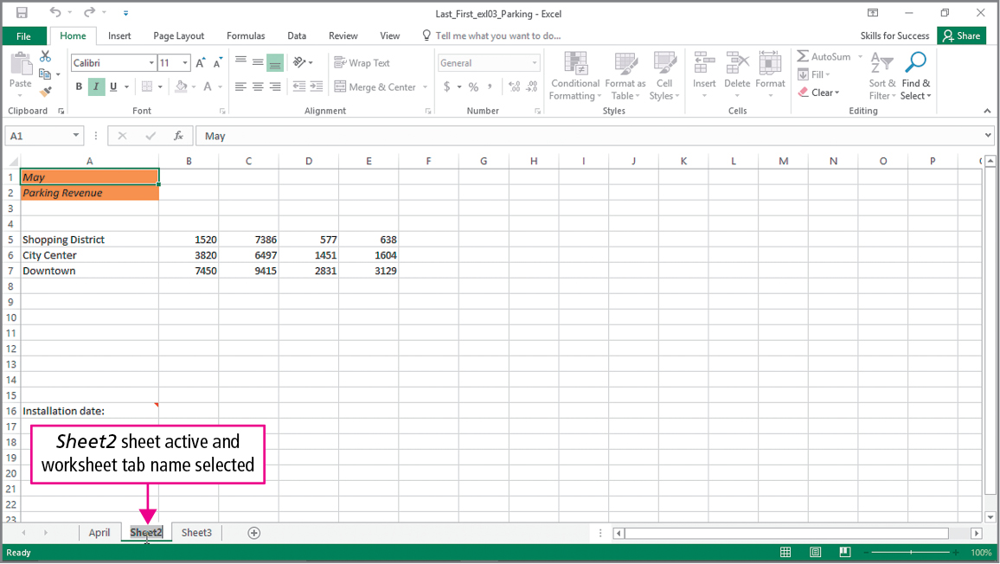 Last_First_exl03_Parking - Excel
File Home Insert Page Layout Formulas Data Review View Tell me what you want to do... Skills for Success Share
Calibri 11 A A Wrap Text General AutoSum
Fill
Paste B I U A Merge & Center $ % , .00 Conditional Format as Cell Insert Delete Format Sort & Find &
Clear Formatting Table Styles Filter Select
Clipboard Font Alignment Number Styles Cells Editing
A1 fx May
A B C D E F G H I J K L M N O P
1 May
2 Parking Revenue
3
4
5 Shopping District 1520 7386 577 638
6 City Center 3820 6497 1451 1604
7 Downtown 7450 9415 2831 3129
8
9
10
11
12
13
14
15
16 Installation date:
17
18 Sheet2 sheet active and
19 worksheet tab name selected
20
21
22
23
April Sheet2 Sheet3
Ready 100%